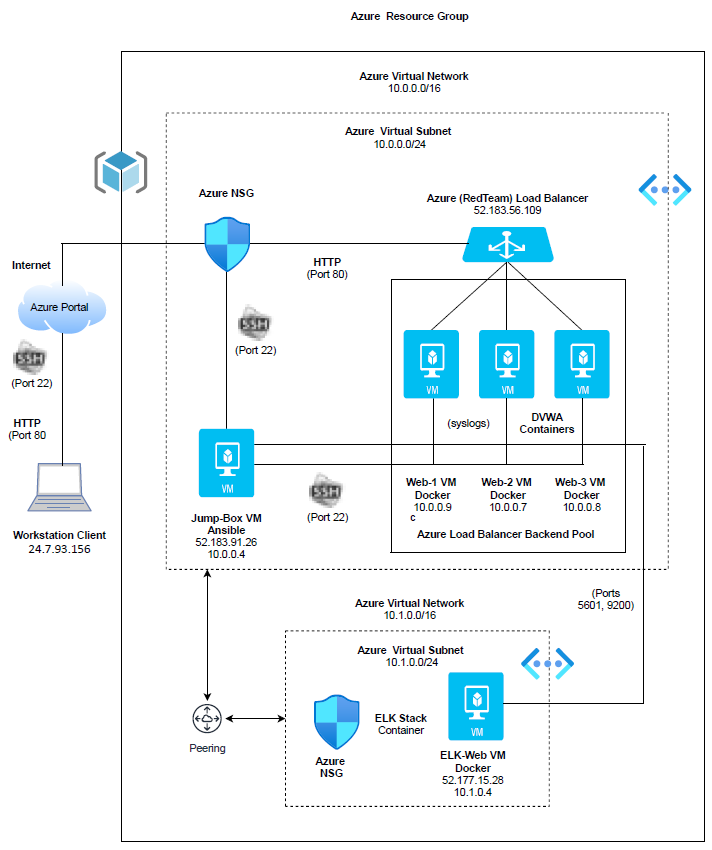 Azure Resource Group
Azure Virtual Network
10.0.0.0/16
Azure Virtual Subnet
10.0.0.0/24
Azure NSG
Azure (RedTeam) Load Balancer
52.183.56.109
HTTP
(Port 80)
Internet
Azure Portal
SSH
(Port 22)
SSH
(Port 22)
HTTP
(Port 80
Workstation Client
24.7.93.156
VM
VM
VM
(syslogs)
DVWA
Containers
VM
SSH
(Port 22)
Jump-Box VM
Ansible
52.183.91.26
10.0.0.4
Web-1 VM
Docker
10.0.0.9
c
Web-2 VM
Docker
10.0.0.7
Web-3 VM
Docker
10.0.0.8
Azure Load Balancer Backend Pool
(Ports
5601, 9200)
Azure Virtual Network
10.1.0.0/16
Azure Virtual Subnet
10.1.0.0/24
Peering
Azure
NSG
ELK Stack
Container
VM
ELK-Web VM
Docker
52.177.15.28
10.1.0.4